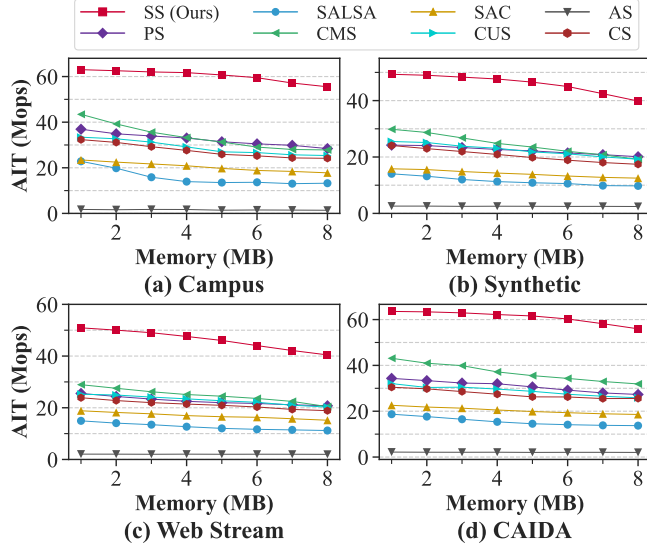 SS (Ours) SALSA SAC AS
PS CMS CUS CS
AIT (Mops)
60
40
20
0
2 4 6 8
Memory (MB)
(a) Campus
40
20
0
2 4 6 8
Memory (MB)
(b) Synthetic
AIT (Mops)
60
40
20
0
2 4 6 8
Memory (MB)
(c) Web Stream
60
40
20
0
2 4 6 8
Memory (MB)
(d) CAIDA